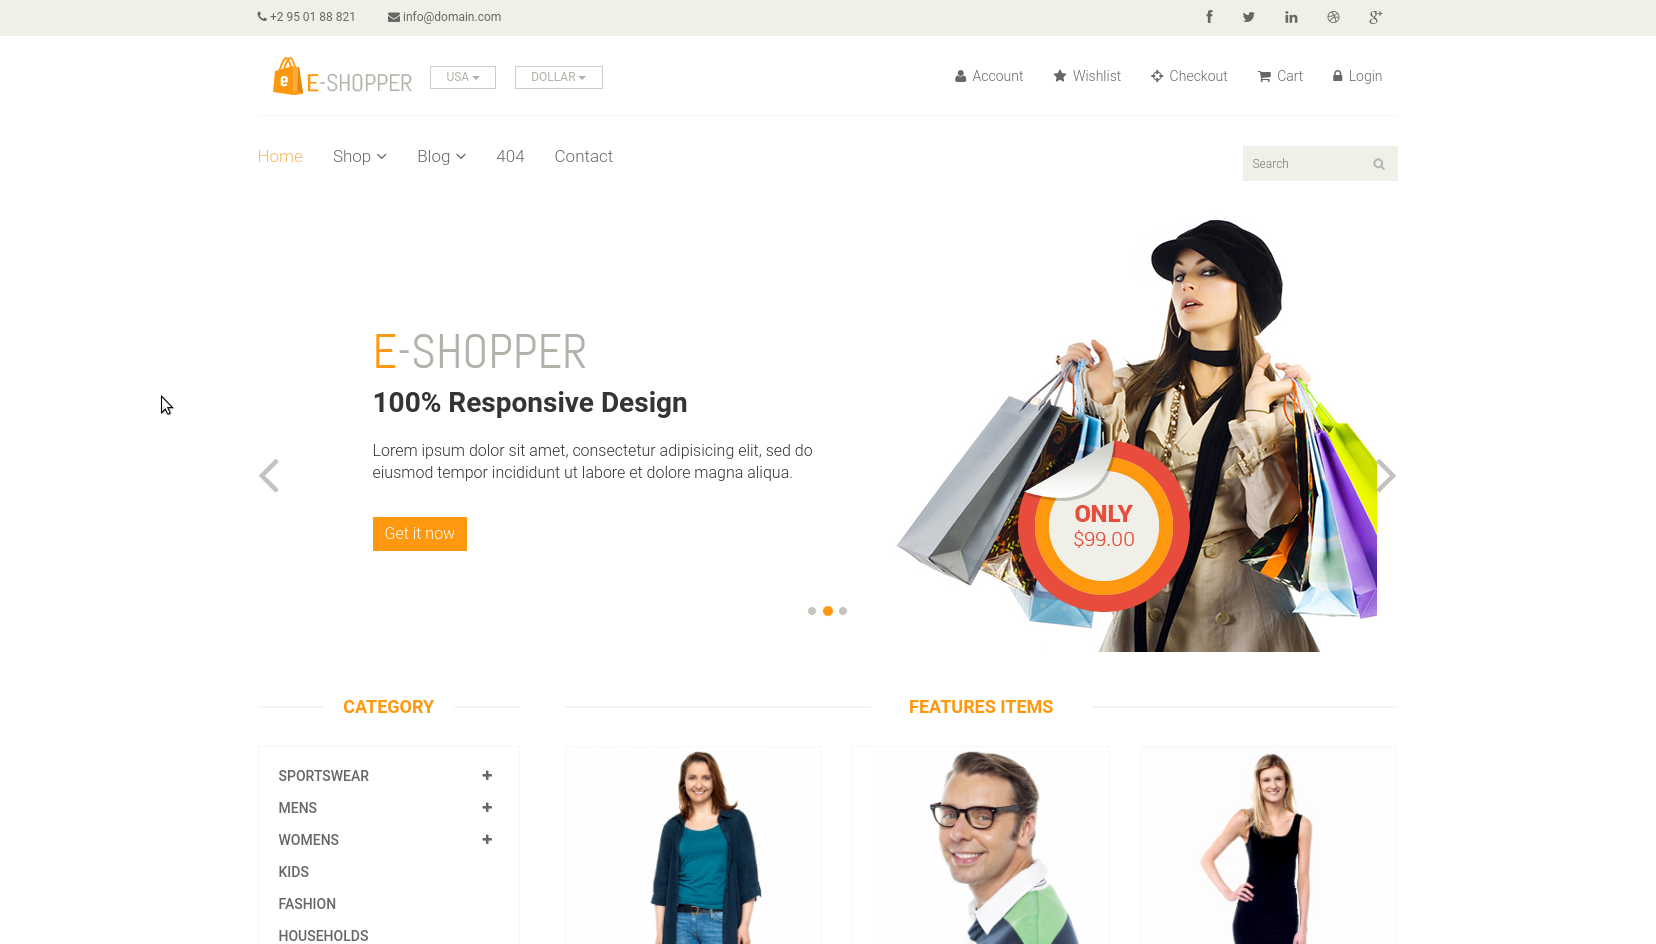 +2 95 01 88 821 info@domain.com
E-SHOPPER USA DOLLAR Account Wishlist Checkout Cart Login
Home Shop Blog 404 Contact
Search
E-SHOPPER
100% Responsive Design
Lorem ipsum dolor sit amet, consectetur adipisicing elit, sed do
eiusmod tempor incididunt ut labore et dolore magna aliqua.
Get it now
ONLY
$99.00
CATEGORY
SPORTSWEAR
MENS
WOMENS
KIDS
FASHION
HOUSEHOLDS
FEATURES ITEMS